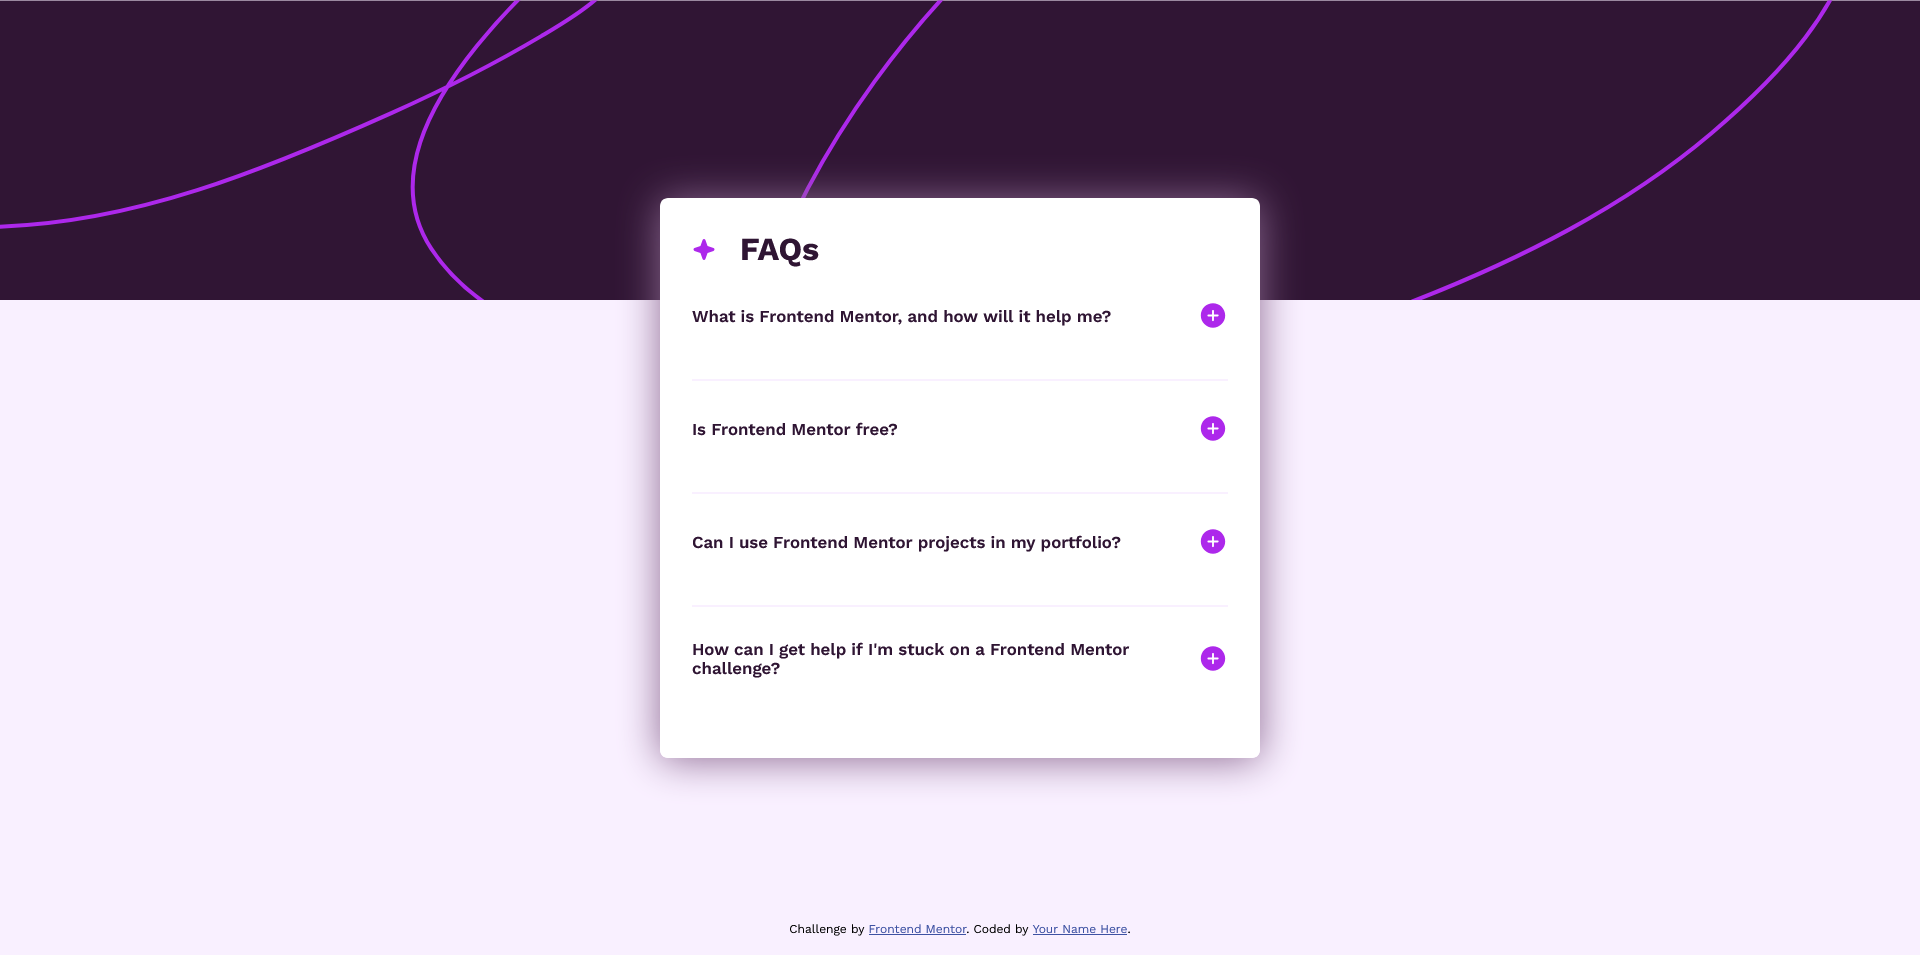 FAQs
What is Frontend Mentor, and how will it help me?
Is Frontend Mentor free?
Can I use Frontend Mentor projects in my portfolio?
How can I get help if I'm stuck on a Frontend Mentor
challenge?
Challenge by Frontend Mentor. Coded by Your Name Here.